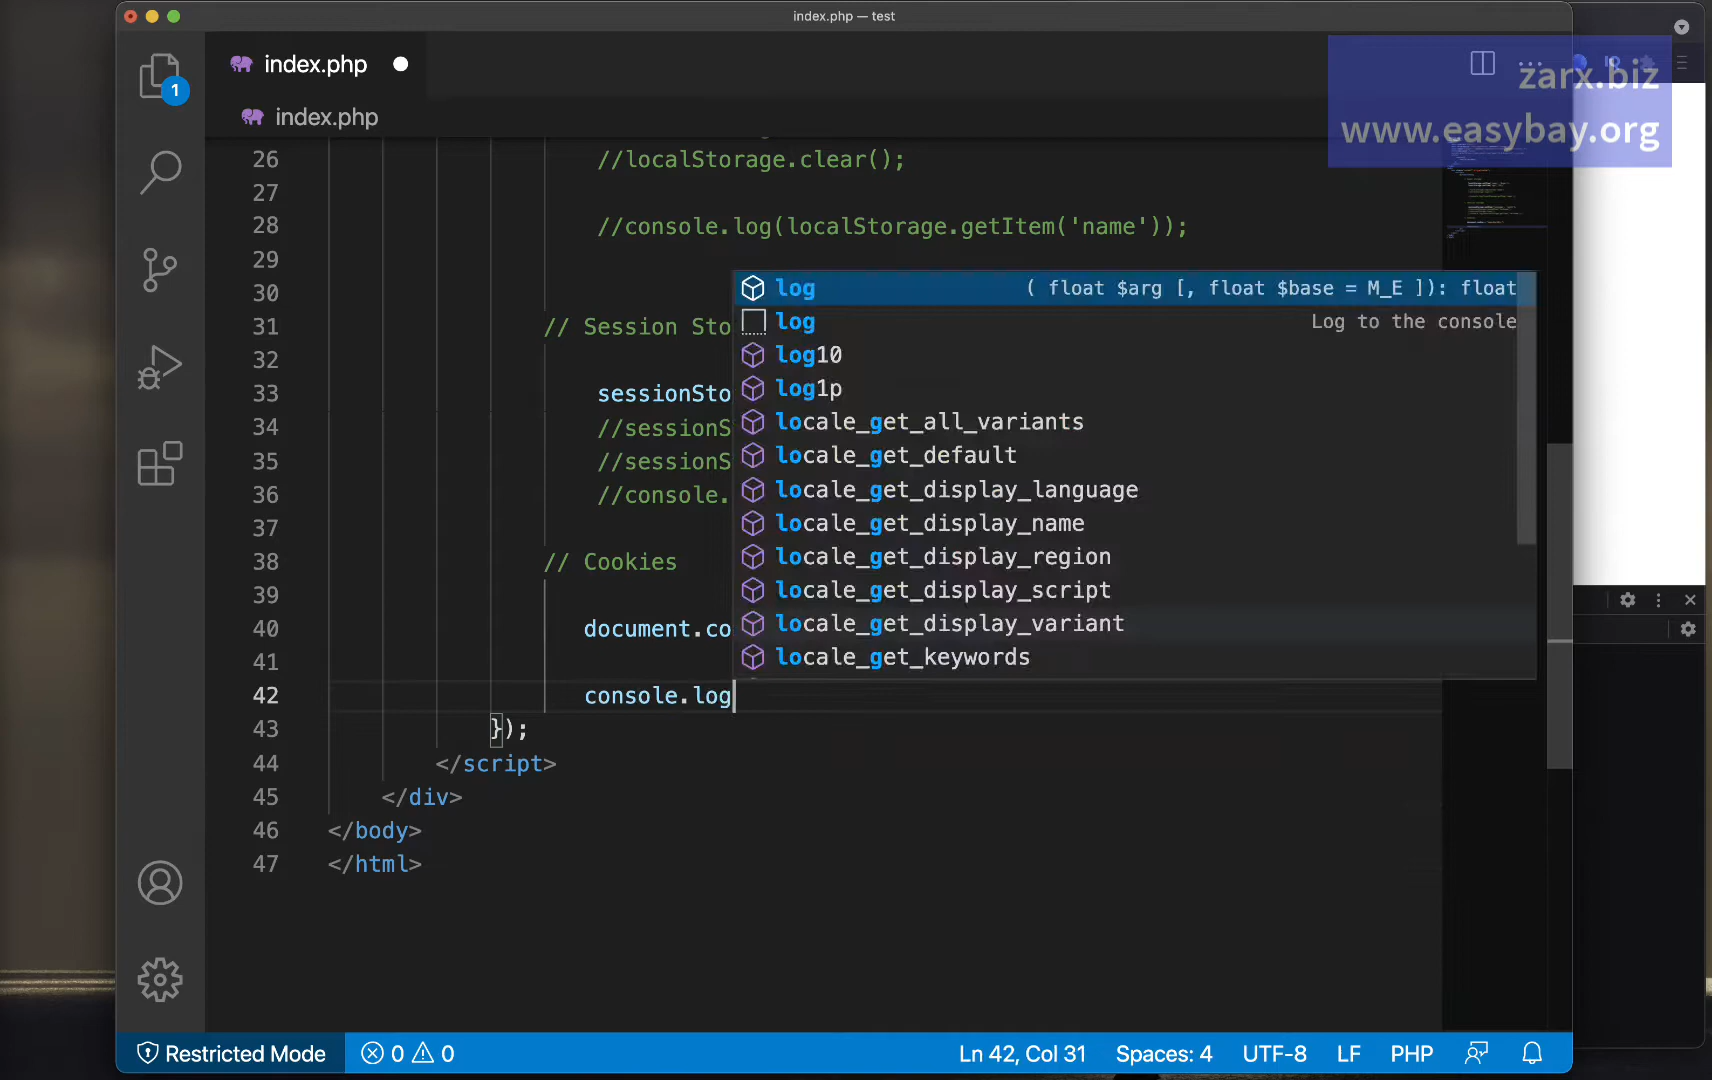 index.php — test
index.php
zarx.biz
www.easybay.org
1
index.php
26 //localStorage.clear();
27
28 //console.log(localStorage.getItem('name'));
29
30
log ( float $arg [, float $base = M_E ]): float
31 // Session Sto
log Log to the console
32
log10
33 sessionSto
log1p
34 //sessionS
locale_get_all_variants
35 //sessionS
locale_get_default
36 //console.
locale_get_display_language
37
locale_get_display_name
38 // Cookies
locale_get_display_region
39
locale_get_display_script
40 document.co
locale_get_display_variant
41
locale_get_keywords
42 console.log
43 });
44 </script>
45 </div>
46 </body>
47 </html>
Restricted Mode 0 0 Ln 42, Col 31 Spaces: 4 UTF-8 LF PHP